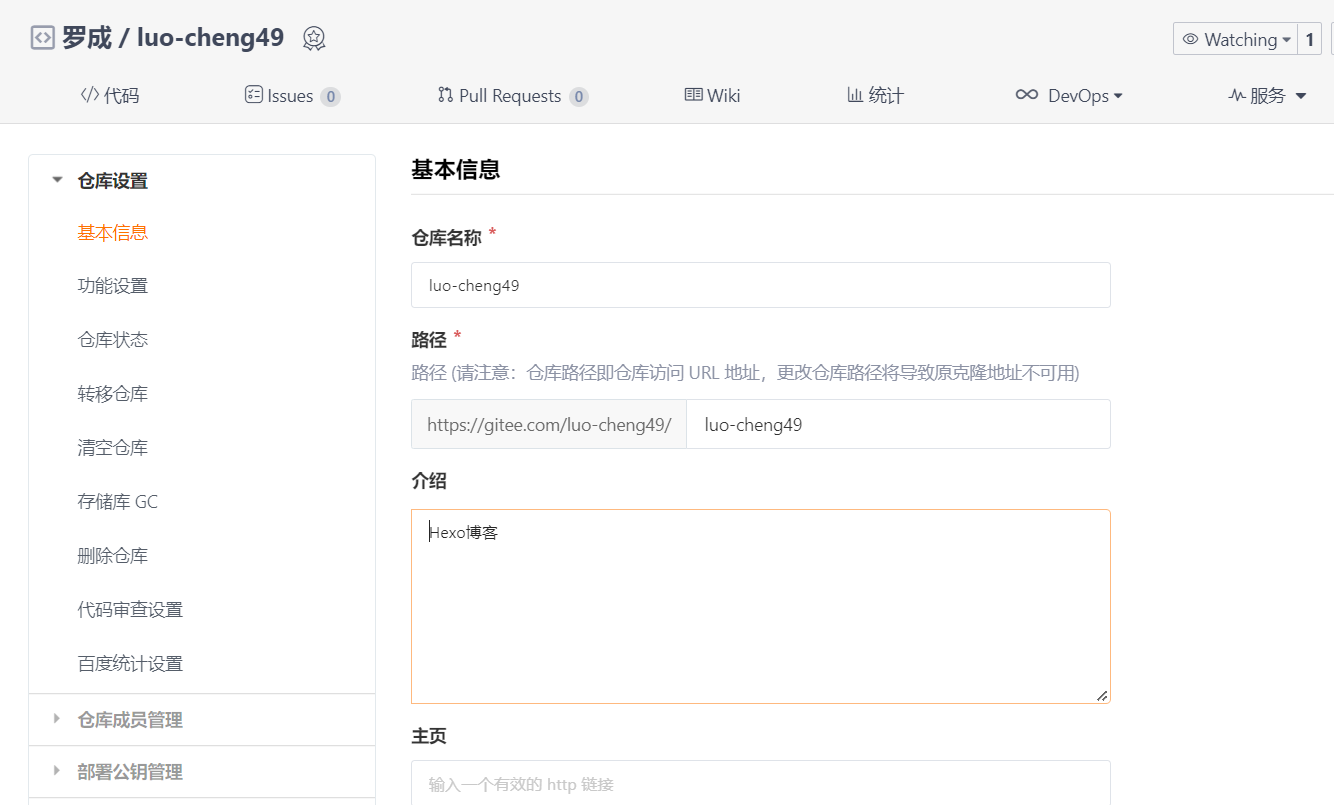 罗成 / luo-cheng49
Watching 1
代码 Issues 0 Pull Requests 0 Wiki 统计 DevOps 服务
仓库设置
基本信息
功能设置
仓库状态
转移仓库
清空仓库
存储库 GC
删除仓库
代码审查设置
百度统计设置
仓库成员管理
部署公钥管理
基本信息
仓库名称 *
luo-cheng49
路径 *
路径 (请注意：仓库路径即仓库访问 URL 地址，更改仓库路径将导致原克隆地址不可用)
https://gitee.com/luo-cheng49/ luo-cheng49
介绍
Hexo博客
主页
输入一个有效的 http 链接